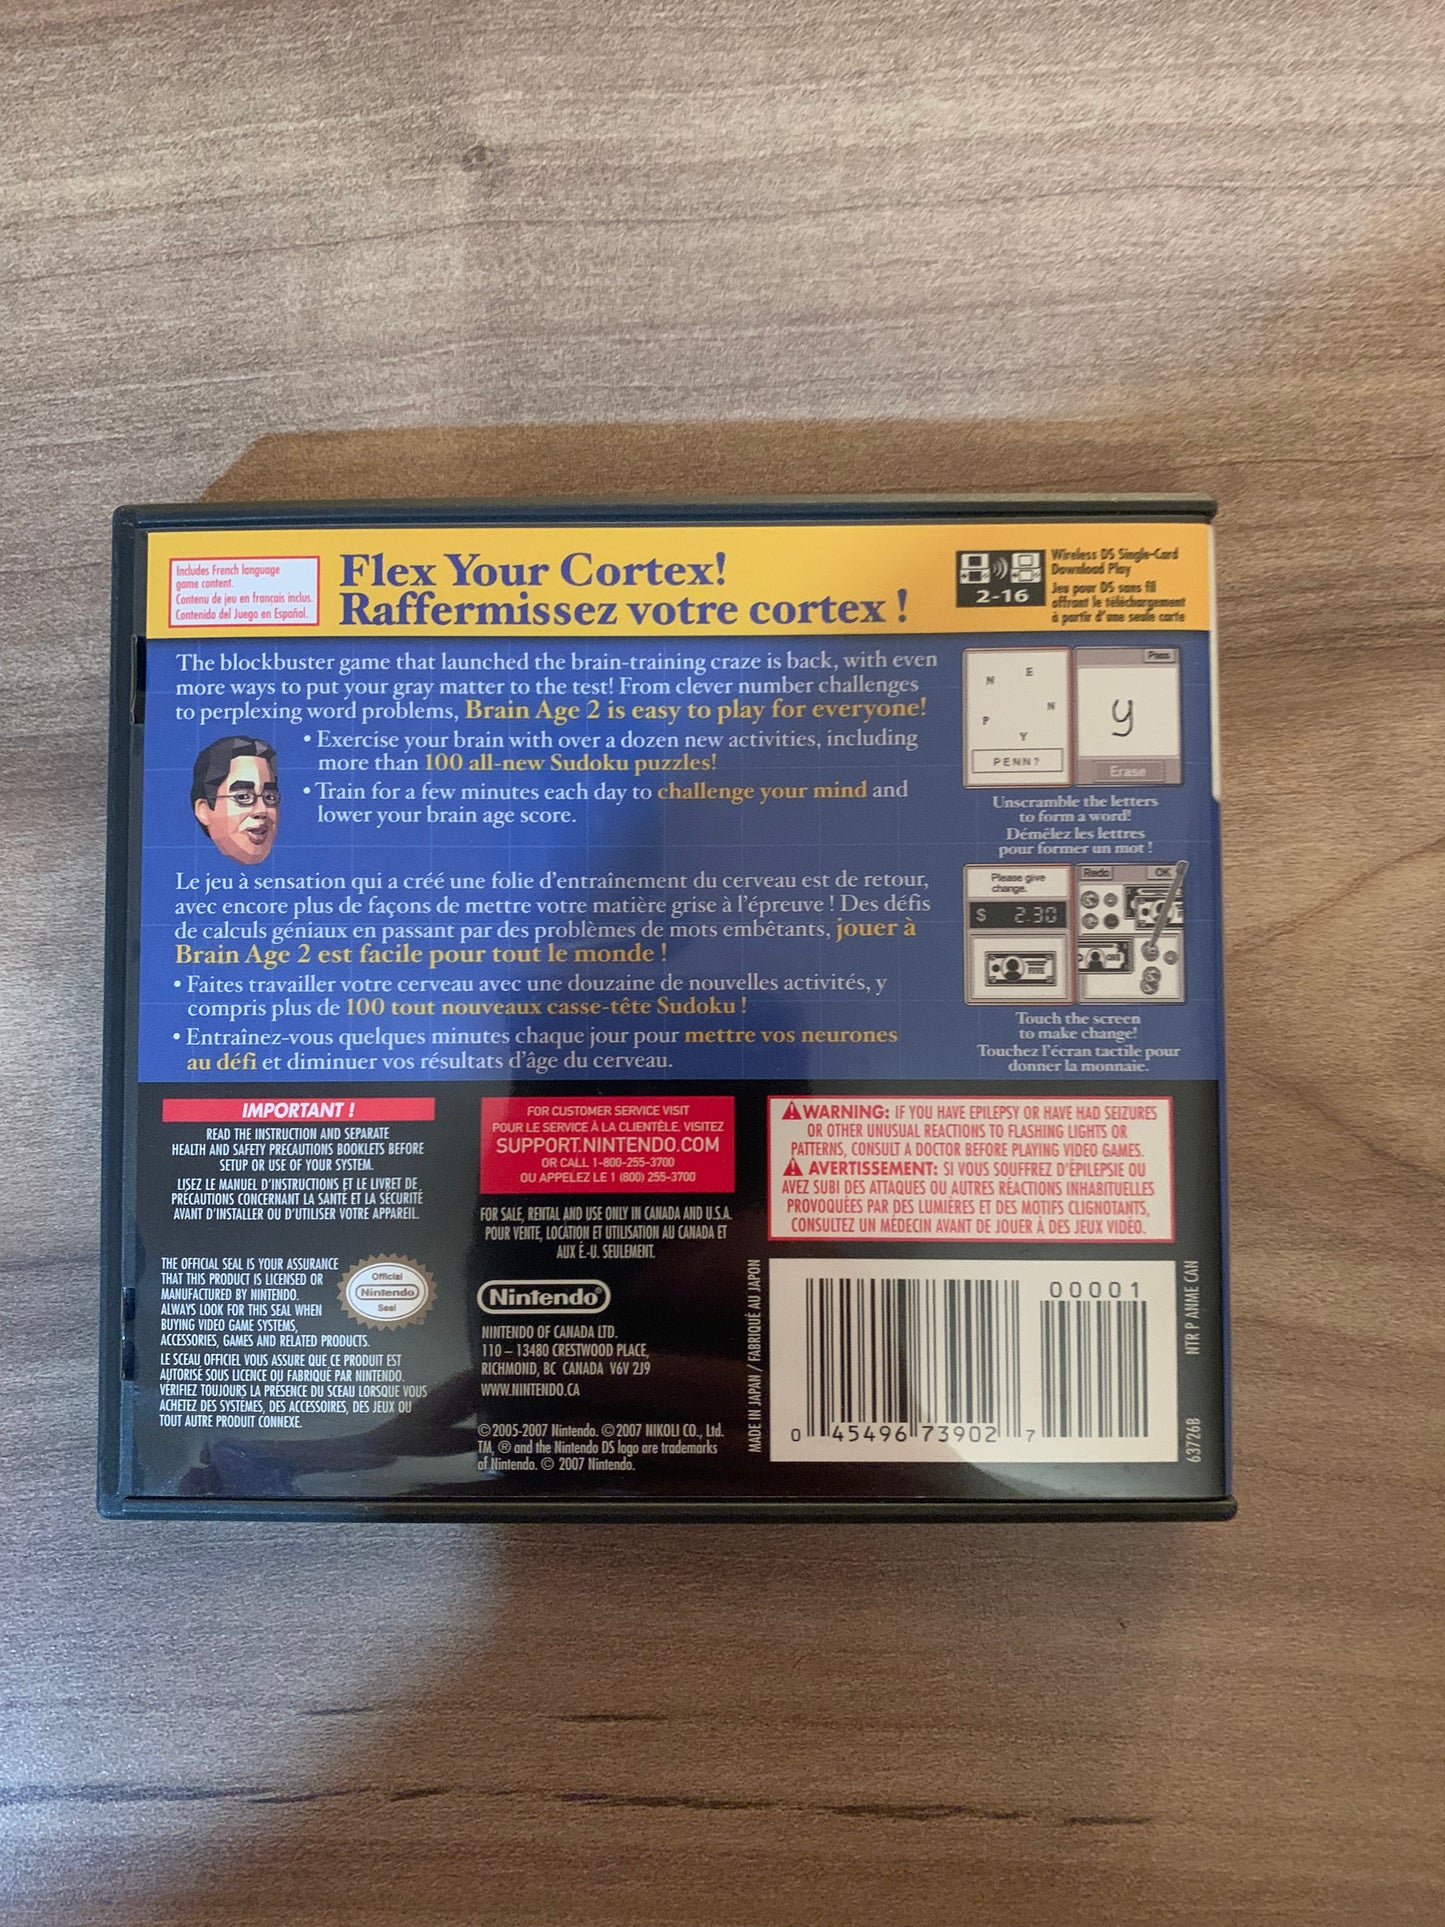 Includes French language
game content.
Contenu de jeu en français inclus.
Contenido del Juego en Español.
Flex Your Cortex!
Raffermissez votre cortex !
2-16
Wireless DS Single-Card
Download Play
Jeu pour DS sans fil
offrant le téléchargement
à partir d'une seule carte
The blockbuster game that launched the brain-training craze is back, with even
more ways to put your gray matter to the test! From clever number challenges
to perplexing word problems, Brain Age 2 is easy to play for everyone!
• Exercise your brain with over a dozen new activities, including
more than 100 all-new Sudoku puzzles!
• Train for a few minutes each day to challenge your mind and
lower your brain age score.
Le jeu à sensation qui a créé une folie d'entraînement du cerveau est de retour,
avec encore plus de façons de mettre votre matière grise à l'épreuve ! Des défis
de calculs géniaux en passant par des problèmes de mots embêtants, jouer à
Brain Age 2 est facile pour tout le monde !
• Faites travailler votre cerveau avec une douzaine de nouvelles activités, y
compris plus de 100 tout nouveaux casse-tête Sudoku !
• Entraînez-vous quelques minutes chaque jour pour mettre vos neurones
au défi et diminuer vos résultats d'âge du cerveau.
N E
P N
Y
PENN?
Pass
y
Erase
Unscramble the letters
to form a word!
Démêlez les lettres
pour former un mot !
Please give
change.
$ 2.30
Redo
OK
Touch the screen
to make change!
Touchez l'écran tactile pour
donner la monnaie.
IMPORTANT !
READ THE INSTRUCTION AND SEPARATE
HEALTH AND SAFETY PRECAUTIONS BOOKLETS BEFORE
SETUP OR USE OF YOUR SYSTEM.
LISEZ LE MANUEL D'INSTRUCTIONS ET LE LIVRET DE
PRÉCAUTIONS CONCERNANT LA SANTÉ ET LA SÉCURITÉ
AVANT D'INSTALLER OU D'UTILISER VOTRE APPAREIL.
THE OFFICIAL SEAL IS YOUR ASSURANCE
THAT THIS PRODUCT IS LICENSED OR
MANUFACTURED BY NINTENDO.
ALWAYS LOOK FOR THIS SEAL WHEN
BUYING VIDEO GAME SYSTEMS,
ACCESSORIES, GAMES AND RELATED PRODUCTS.
Official
Nintendo
Seal
LE SCEAU OFFICIEL VOUS ASSURE QUE CE PRODUIT EST
AUTORISÉ SOUS LICENCE OU FABRIQUÉ PAR NINTENDO.
VÉRIFIEZ TOUJOURS LA PRÉSENCE DU SCEAU LORSQUE VOUS
ACHETEZ DES SYSTÈMES, DES ACCESSOIRES, DES JEUX OU
TOUT AUTRE PRODUIT CONNEXE.
FOR CUSTOMER SERVICE VISIT
POUR LE SERVICE À LA CLIENTÈLE, VISITEZ
SUPPORT.NINTENDO.COM
OR CALL 1-800-255-3700
OU APPELEZ LE 1 (800) 255-3700
FOR SALE, RENTAL AND USE ONLY IN CANADA AND U.S.A.
POUR VENTE, LOCATION ET UTILISATION AU CANADA ET
AUX É.-U. SEULEMENT.
Nintendo®
NINTENDO OF CANADA LTD.
110 – 13480 CRESTWOOD PLACE,
RICHMOND, BC CANADA V6V 2J9
WWW.NINTENDO.CA
© 2005-2007 Nintendo. © 2007 NIKOLI CO., Ltd.
TM, ® and the Nintendo DS logo are trademarks
of Nintendo. © 2007 Nintendo.
WARNING: IF YOU HAVE EPILEPSY OR HAVE HAD SEIZURES
OR OTHER UNUSUAL REACTIONS TO FLASHING LIGHTS OR
PATTERNS, CONSULT A DOCTOR BEFORE PLAYING VIDEO GAMES.
AVERTISSEMENT: SI VOUS SOUFFREZ D'ÉPILEPSIE OU
AVEZ SUBI DES ATTAQUES OU AUTRES RÉACTIONS INHABITUELLES
PROVOQUÉES PAR DES LUMIÈRES ET DES MOTIFS CLIGNOTANTS,
CONSULTEZ UN MÉDECIN AVANT DE JOUER À DES JEUX VIDÉO.
MADE IN JAPAN / FABRIQUÉ AU JAPON
00001
0 45496 73902 7
NTR P ANME CAN
63726B